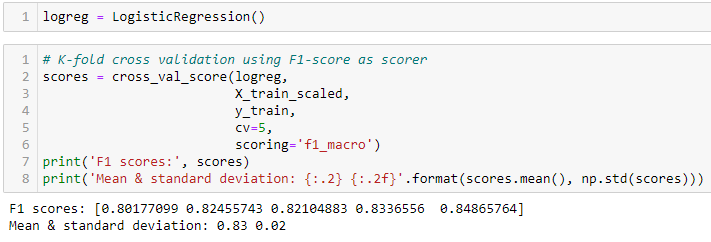 1 logreg = LogisticRegression()
1 # K-fold cross validation using F1-score as scorer
2 scores = cross_val_score(logreg,
3                          X_train_scaled,
4                          y_train,
5                          cv=5,
6                          scoring='f1_macro')
7 print('F1 scores:', scores)
8 print('Mean & standard deviation: {:.2} {:.2f}'.format(scores.mean(), np.std(scores)))
F1 scores: [0.80177099 0.82455743 0.82104883 0.8336556  0.84865764]
Mean & standard deviation: 0.83 0.02